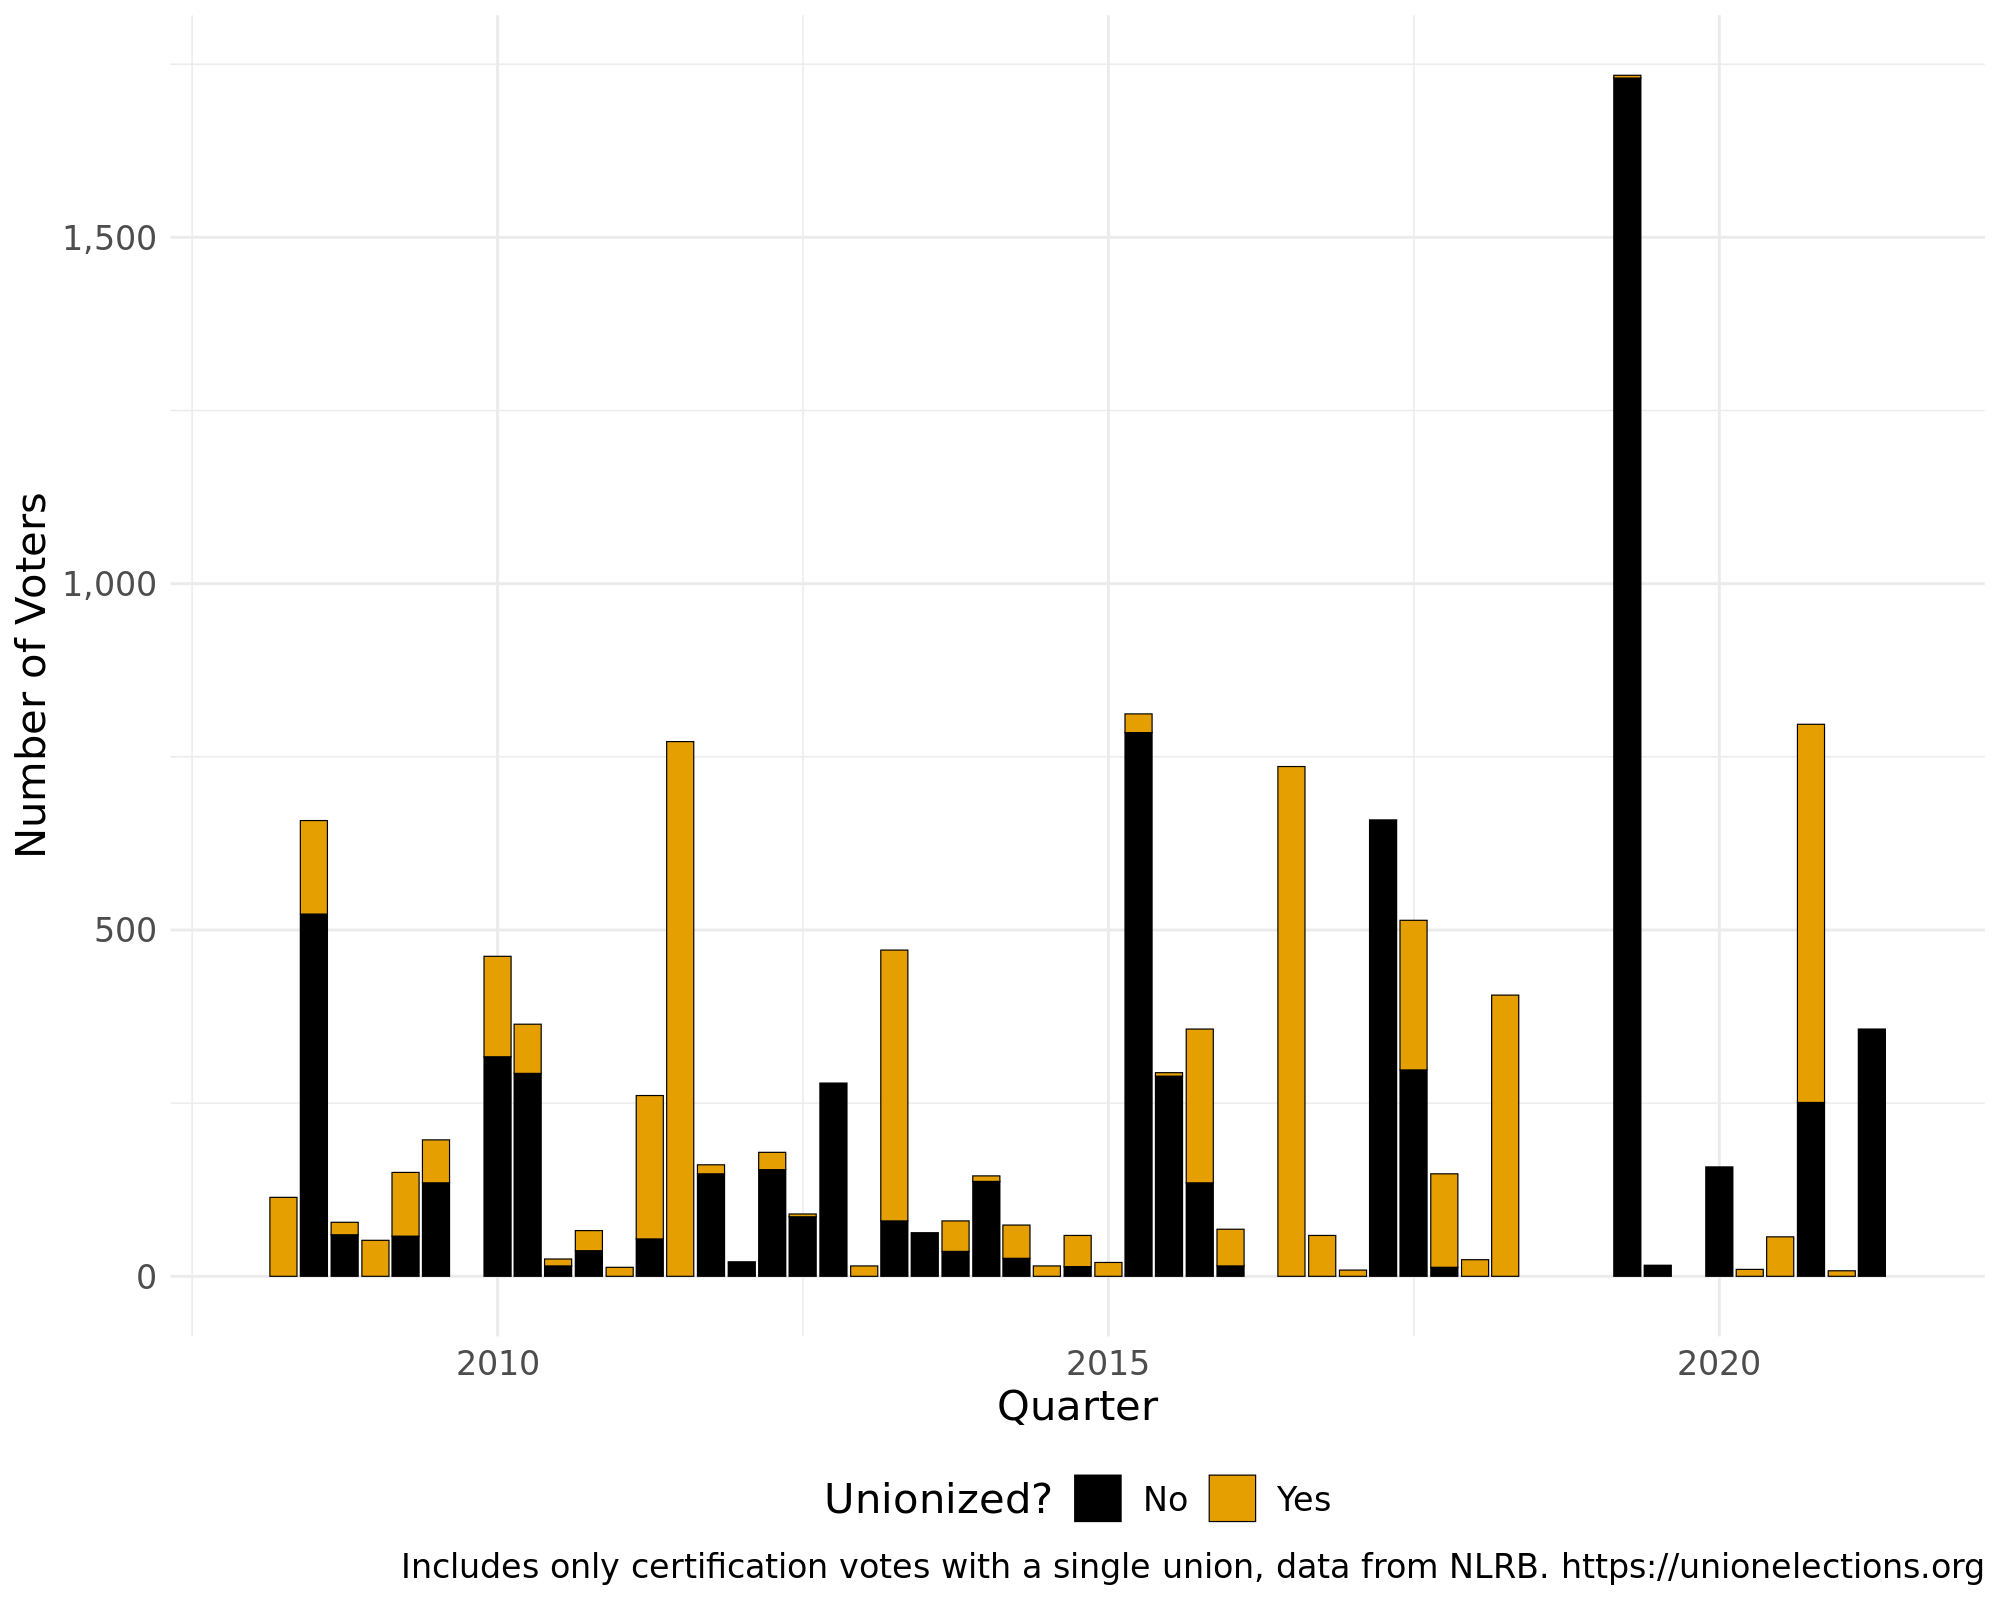 Number of Voters
1,500
1,000
500
0
2010
2015
2020
Quarter
Unionized?
No
Yes
Includes only certification votes with a single union, data from NLRB. https://unionelections.org